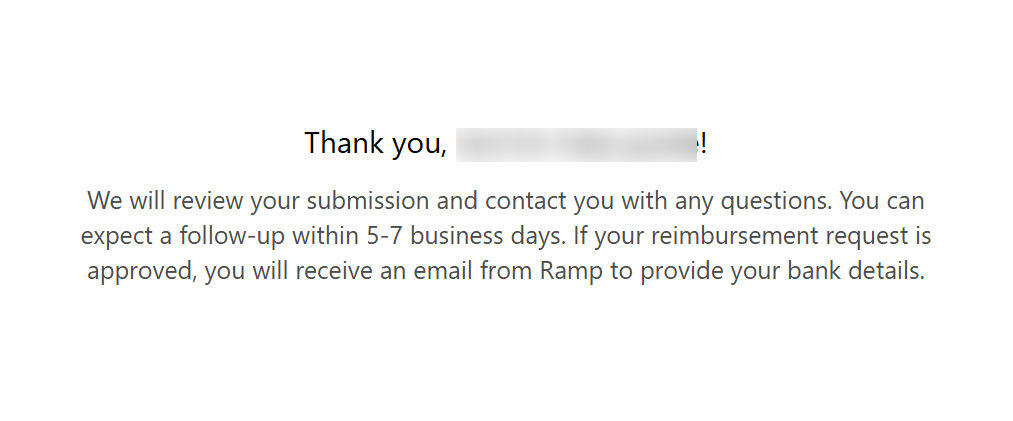 Thank you, !
We will review your submission and contact you with any questions. You can
expect a follow-up within 5-7 business days. If your reimbursement request is
approved, you will receive an email from Ramp to provide your bank details.